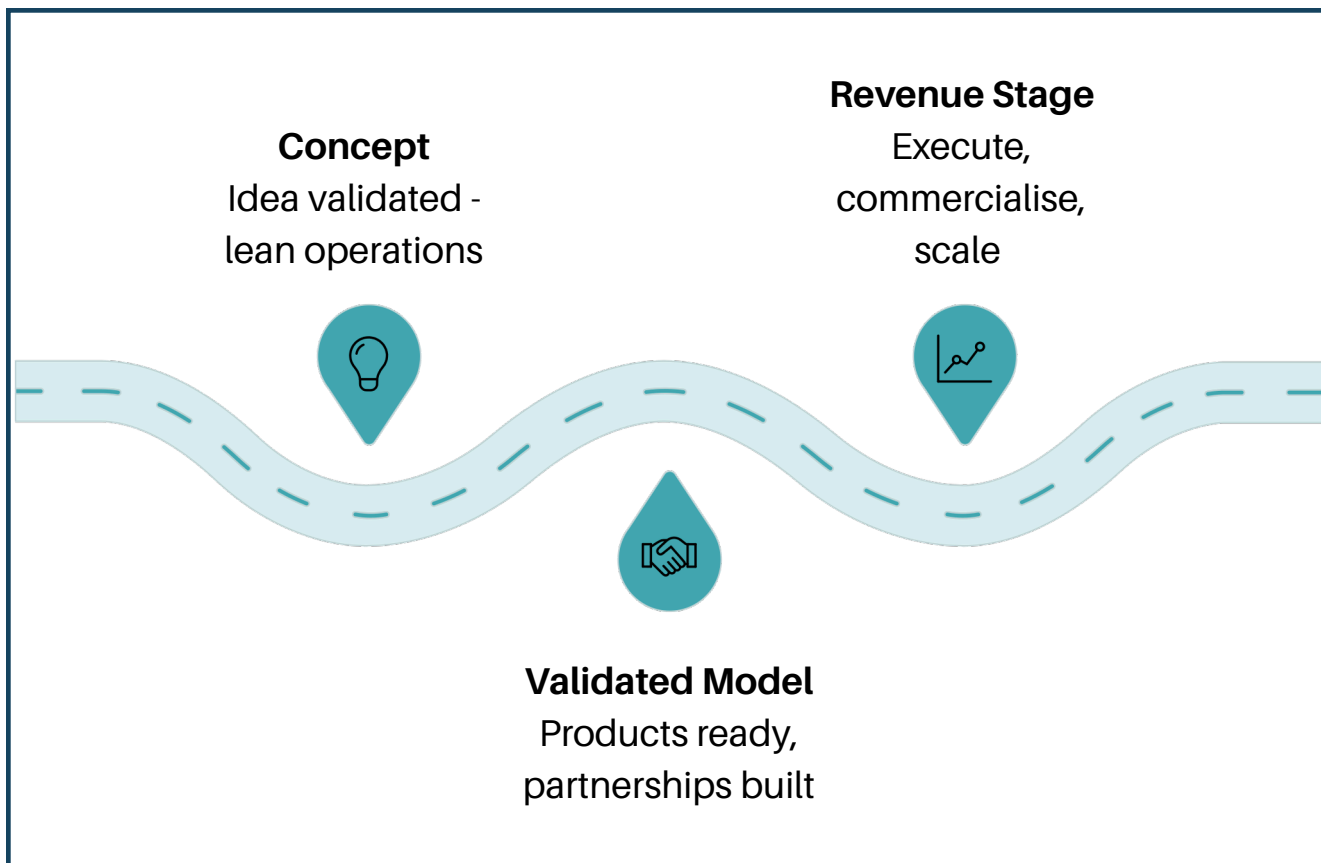 Concept
Idea validated -
lean operations
Validated Model
Products ready,
partnerships built
Revenue Stage
Execute,
commercialise,
scale